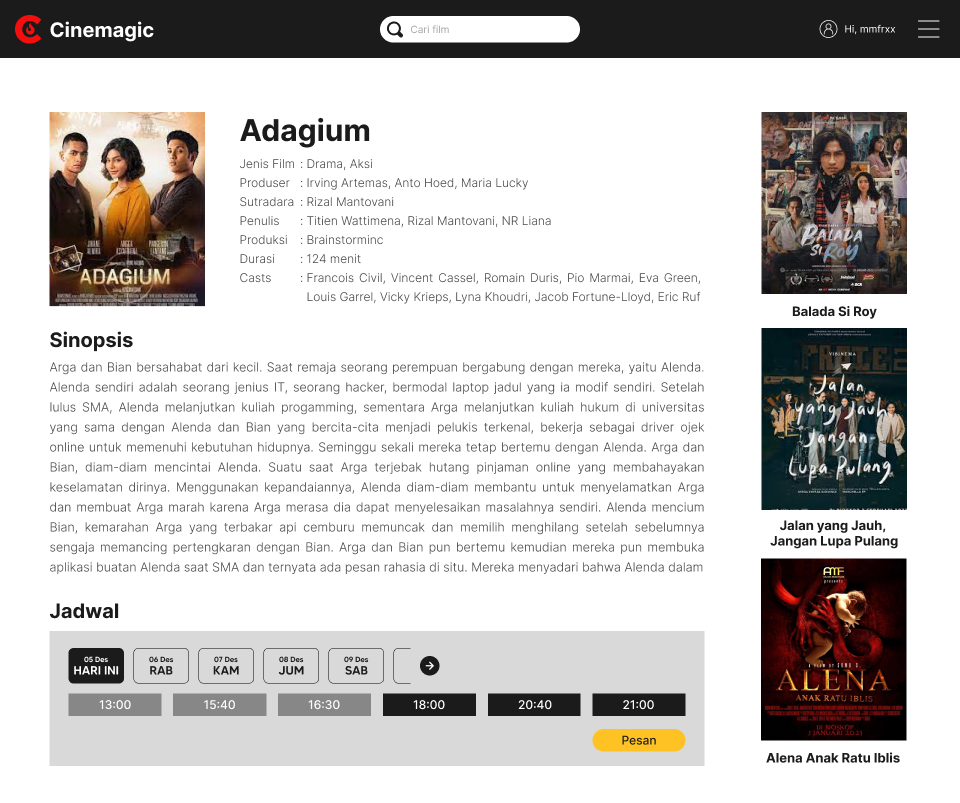 Cinemagic
Cari film
Hi, mmfrxx
ADAGIUM
Adagium
Jenis Film : Drama, Aksi
Produser : Irving Artemas, Anto Hoed, Maria Lucky
Sutradara : Rizal Mantovani
Penulis : Titien Wattimena, Rizal Mantovani, NR Liana
Produksi : Brainstorminc
Durasi : 124 menit
Casts : Francois Civil, Vincent Cassel, Romain Duris, Pio Marmai, Eva Green,
Louis Garrel, Vicky Krieps, Lyna Khoudri, Jacob Fortune-Lloyd, Eric Ruf
Sinopsis
Arga dan Bian bersahabat dari kecil. Saat remaja seorang perempuan bergabung dengan mereka, yaitu Alenda.
Alenda sendiri adalah seorang jenius IT, seorang hacker, bermodal laptop jadul yang ia modif sendiri. Setelah
lulus SMA, Alenda melanjutkan kuliah progamming, sementara Arga melanjutkan kuliah hukum di universitas
yang sama dengan Alenda dan Bian yang bercita-cita menjadi pelukis terkenal, bekerja sebagai driver ojek
online untuk memenuhi kebutuhan hidupnya. Seminggu sekali mereka tetap bertemu dengan Alenda. Arga dan
Bian, diam-diam mencintai Alenda. Suatu saat Arga terjebak hutang pinjaman online yang membahayakan
keselamatan dirinya. Menggunakan kepandaiannya, Alenda diam-diam membantu untuk menyelamatkan Arga
dan membuat Arga marah karena Arga merasa dia dapat menyelesaikan masalahnya sendiri. Alenda mencium
Bian, kemarahan Arga yang terbakar api cemburu memuncak dan memilih menghilang setelah sebelumnya
sengaja memancing pertengkaran dengan Bian. Arga dan Bian pun bertemu kemudian mereka pun membuka
aplikasi buatan Alenda saat SMA dan ternyata ada pesan rahasia di situ. Mereka menyadari bahwa Alenda dalam
Jadwal
05 Des
HARI INI
06 Des
RAB
07 Des
KAM
08 Des
JUM
09 Des
SAB
13:00
15:40
16:30
18:00
20:40
21:00
Pesan
BALADA
SI ROY
Balada Si Roy
VISINEMA
Jalan
yang Jauh
Jangan
Lupa Pulang
Jalan yang Jauh,
Jangan Lupa Pulang
presents
ALENA
ANAK RATU IBLIS
Alena Anak Ratu Iblis